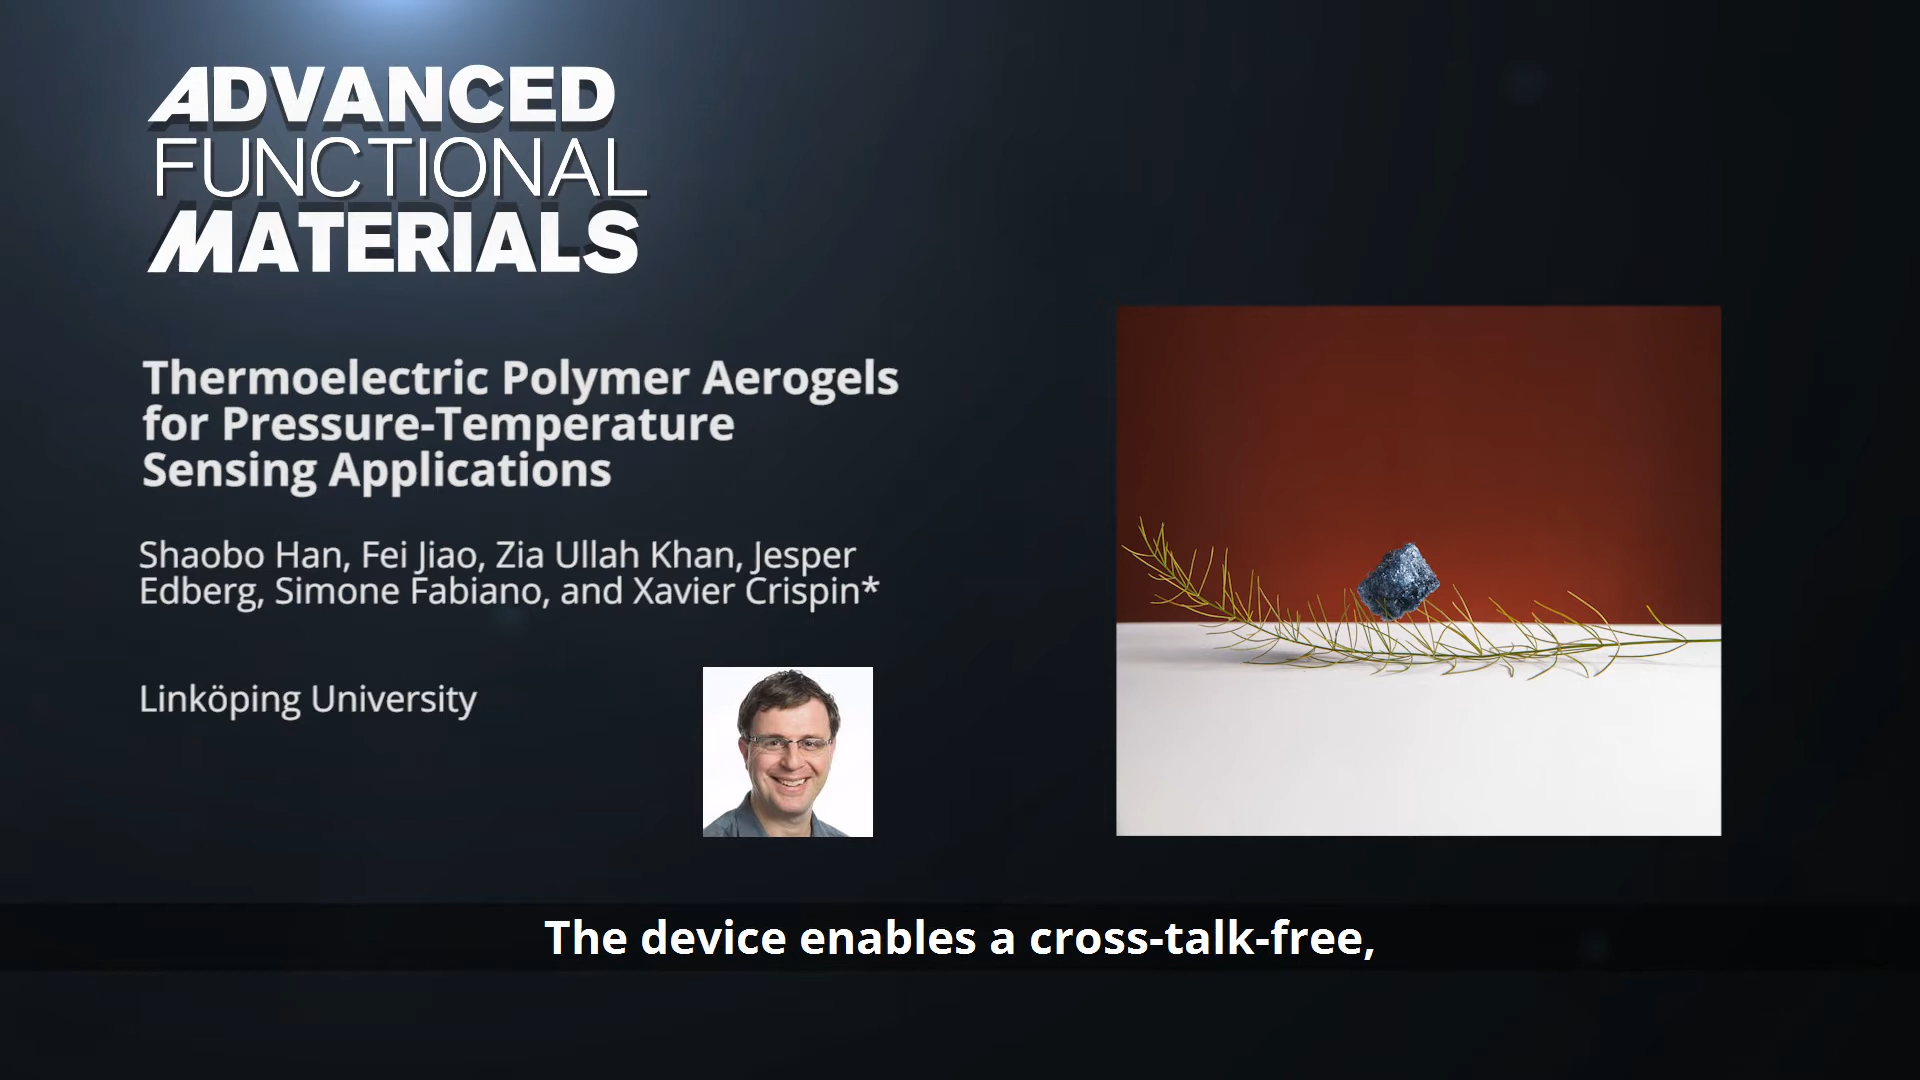 ADVANCED
FUNCTIONAL
MATERIALS
Thermoelectric Polymer Aerogels
for Pressure-Temperature
Sensing Applications
Shaobo Han, Fei Jiao, Zia Ullah Khan, Jesper
Edberg, Simone Fabiano, and Xavier Crispin*
Linköping University
The device enables a cross-talk-free,